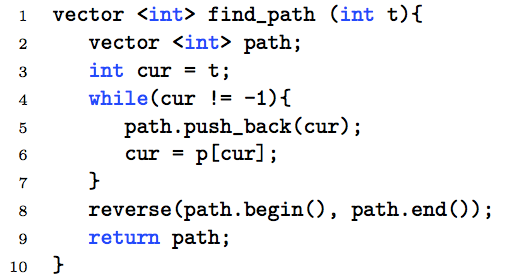 1 vector <int> find_path (int t){
2 vector <int> path;
3 int cur = t;
4 while(cur != -1){
5 path.push_back(cur);
6 cur = p[cur];
7 }
8 reverse(path.begin(), path.end());
9 return path;
10 }